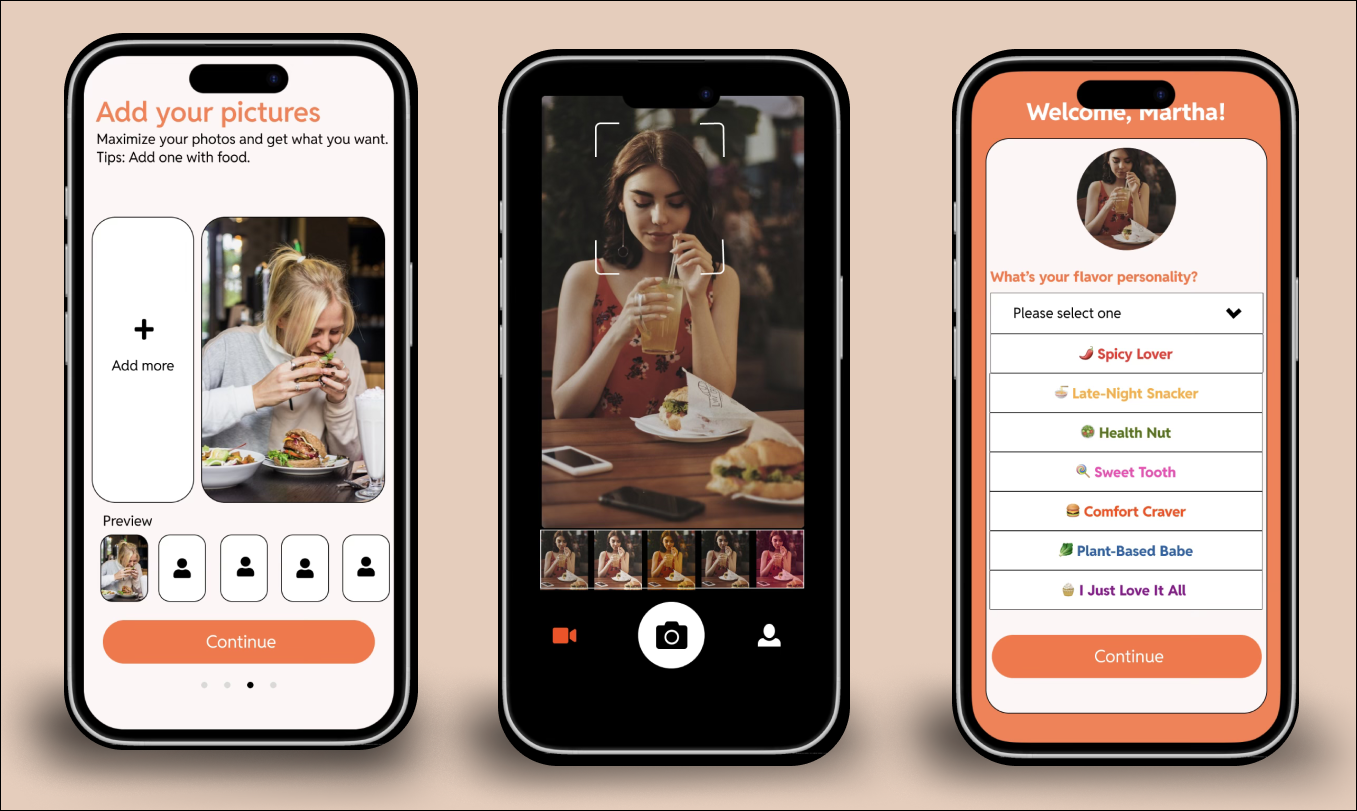 Add your pictures
Maximize your photos and get what you want.
Tips: Add one with food.
Add more
Preview
Continue
Welcome, Martha!
What's your flavor personality?
Please select one
🌶️ Spicy Lover
🍜 Late-Night Snacker
🥗 Health Nut
🍭 Sweet Tooth
🍔 Comfort Craver
🥬 Plant-Based Babe
🧁 I Just Love It All
Continue